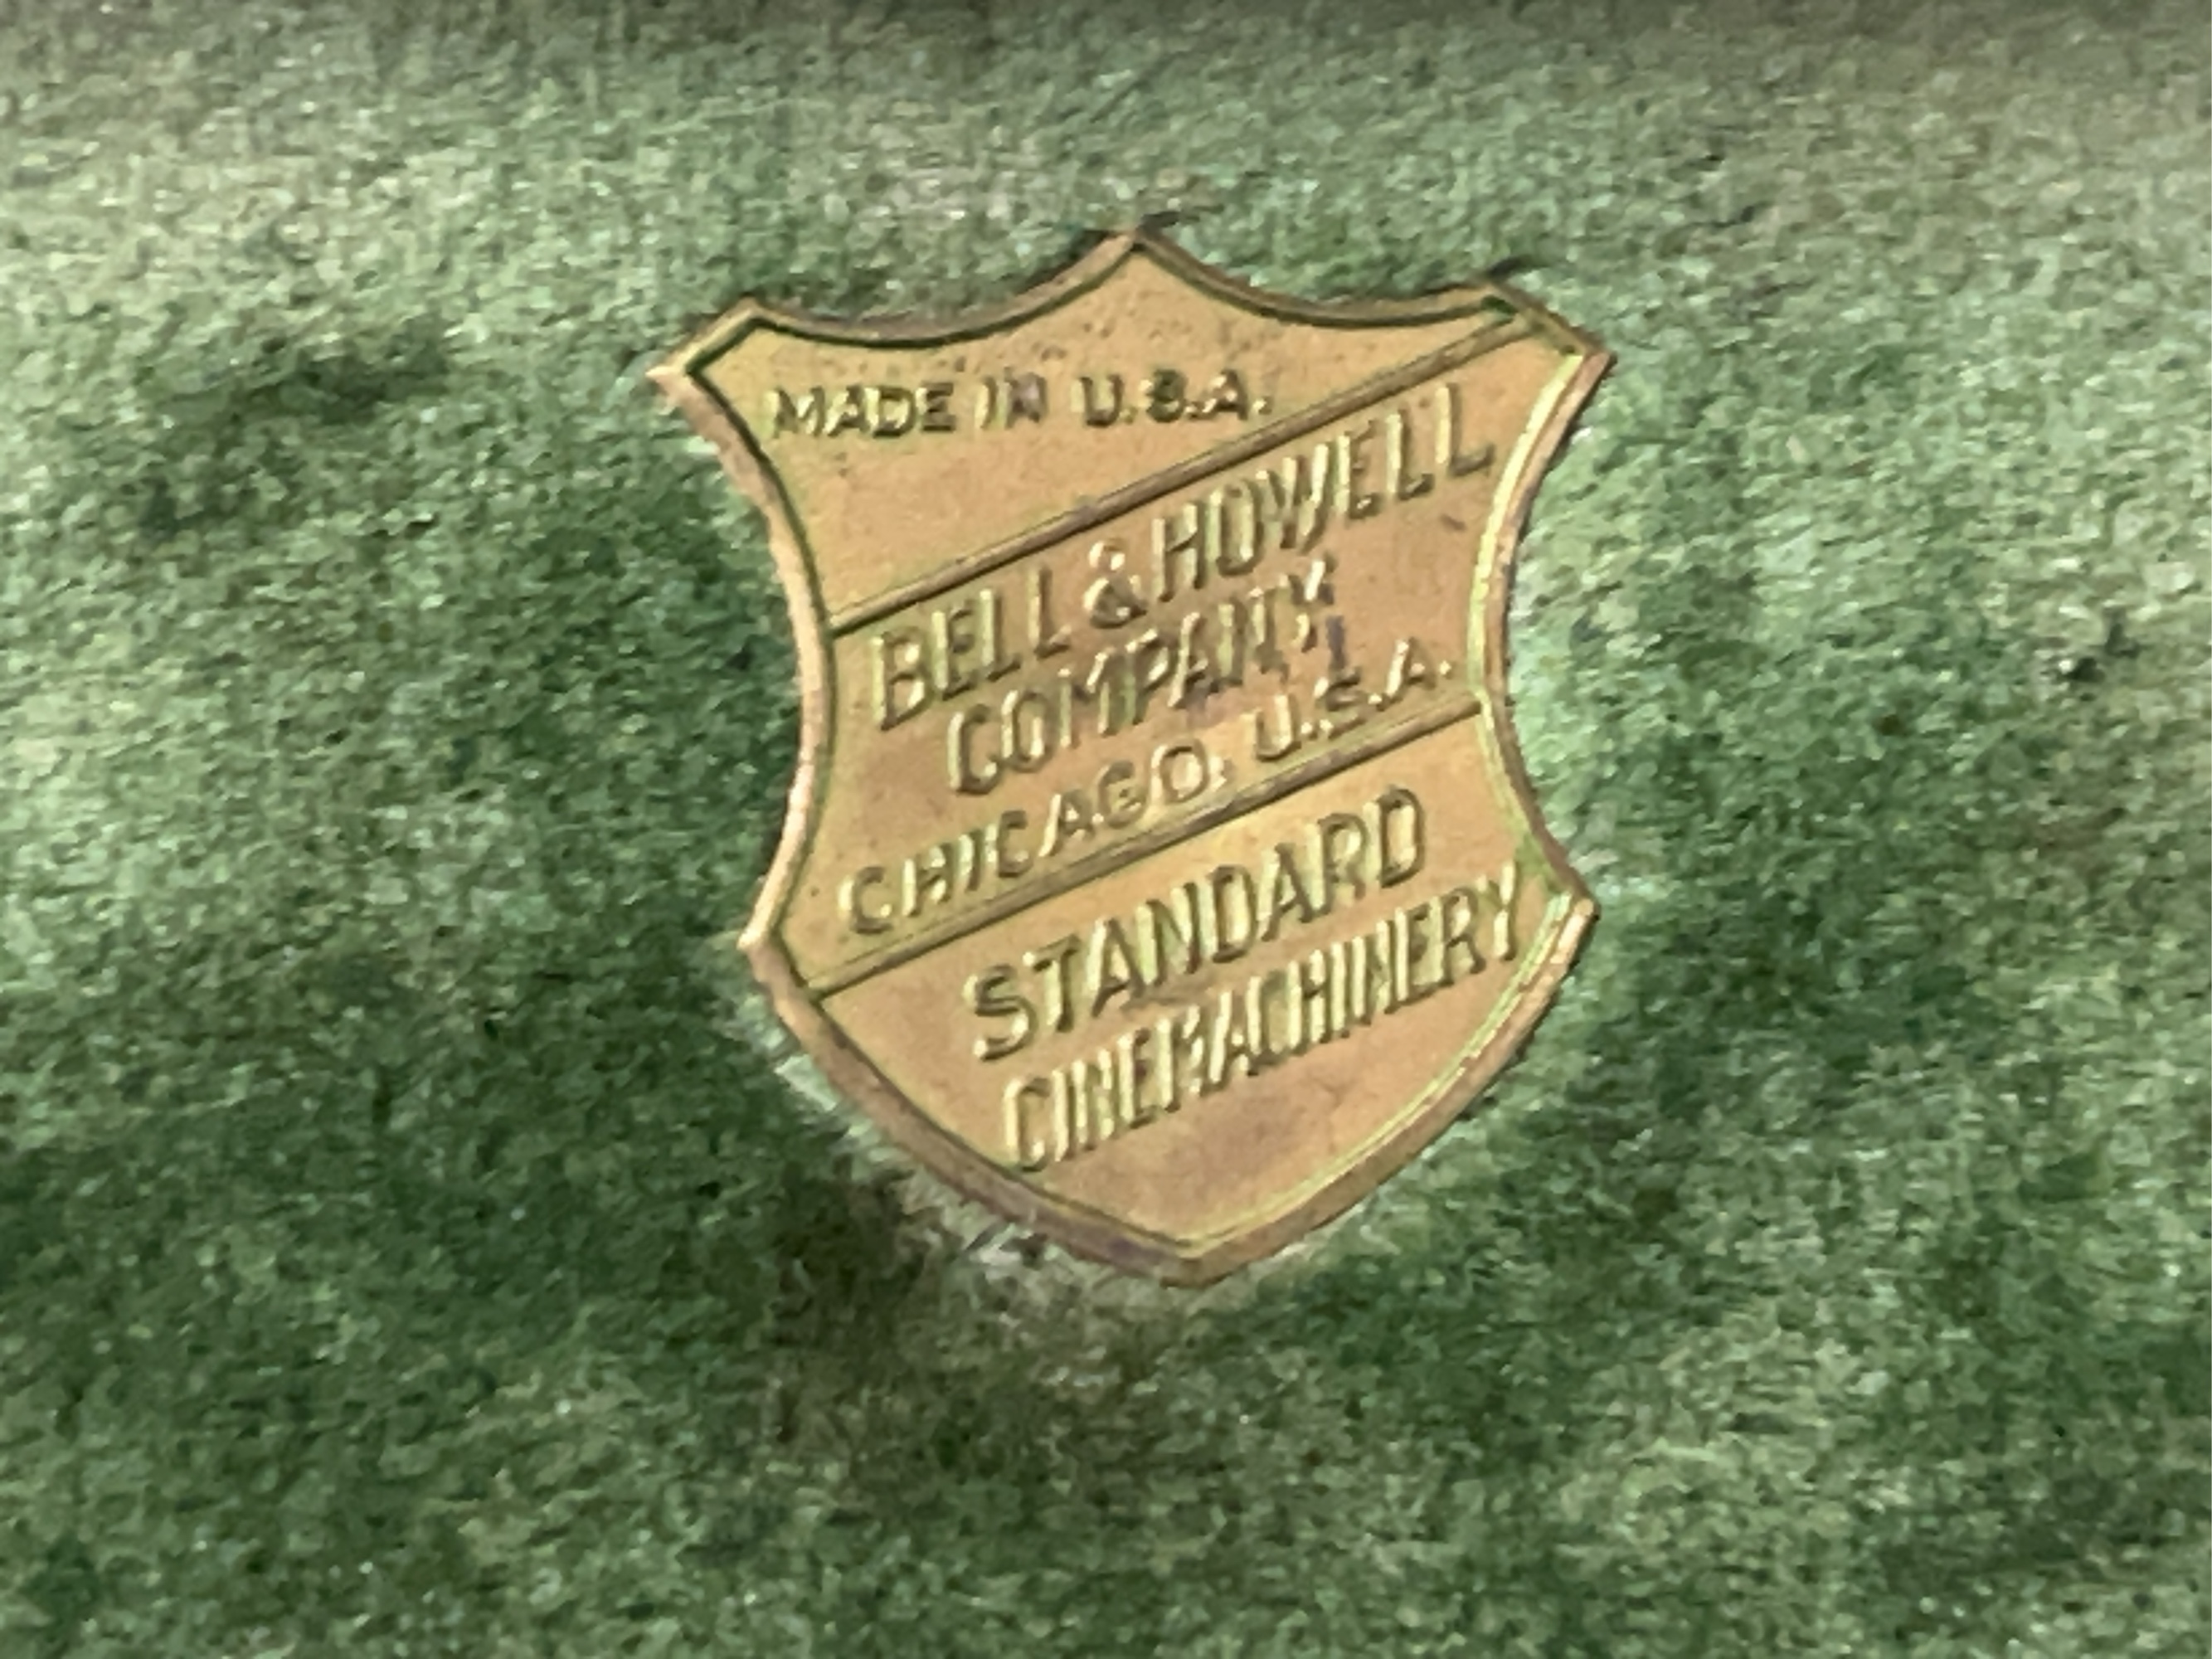 MADE IN U.S.A.
BELL & HOWELL
COMPANY
CHICAGO, U.S.A.
STANDARD
CINEMACHINERY